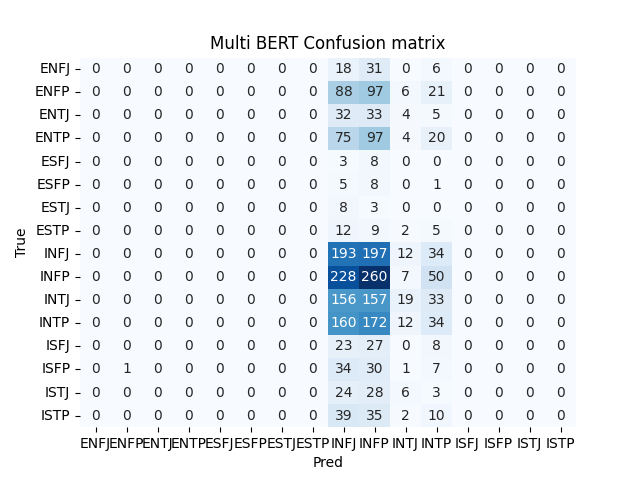 Multi BERT Confusion matrix
ENFJ 0 0 0 0 0 0 0 0 18 31 0 6 0 0 0 0
ENFP 0 0 0 0 0 0 0 0 88 97 6 21 0 0 0 0
ENTJ 0 0 0 0 0 0 0 0 32 33 4 5 0 0 0 0
ENTP 0 0 0 0 0 0 0 0 75 97 4 20 0 0 0 0
ESFJ 0 0 0 0 0 0 0 0 3 8 0 0 0 0 0 0
ESFP 0 0 0 0 0 0 0 0 5 8 0 1 0 0 0 0
ESTJ 0 0 0 0 0 0 0 0 8 3 0 0 0 0 0 0
ESTP 0 0 0 0 0 0 0 0 12 9 2 5 0 0 0 0
True
INFJ 0 0 0 0 0 0 0 0 193 197 12 34 0 0 0 0
INFP 0 0 0 0 0 0 0 0 228 260 7 50 0 0 0 0
INTJ 0 0 0 0 0 0 0 0 156 157 19 33 0 0 0 0
INTP 0 0 0 0 0 0 0 0 160 172 12 34 0 0 0 0
ISFJ 0 0 0 0 0 0 0 0 23 27 0 8 0 0 0 0
ISFP 0 1 0 0 0 0 0 0 34 30 1 7 0 0 0 0
ISTJ 0 0 0 0 0 0 0 0 24 28 6 3 0 0 0 0
ISTP 0 0 0 0 0 0 0 0 39 35 2 10 0 0 0 0
ENFJ ENFP ENTJ ENTP ESFJ ESFP ESTJ ESTP INFJ INFP INTJ INTP ISFJ ISFP ISTJ ISTP
Pred